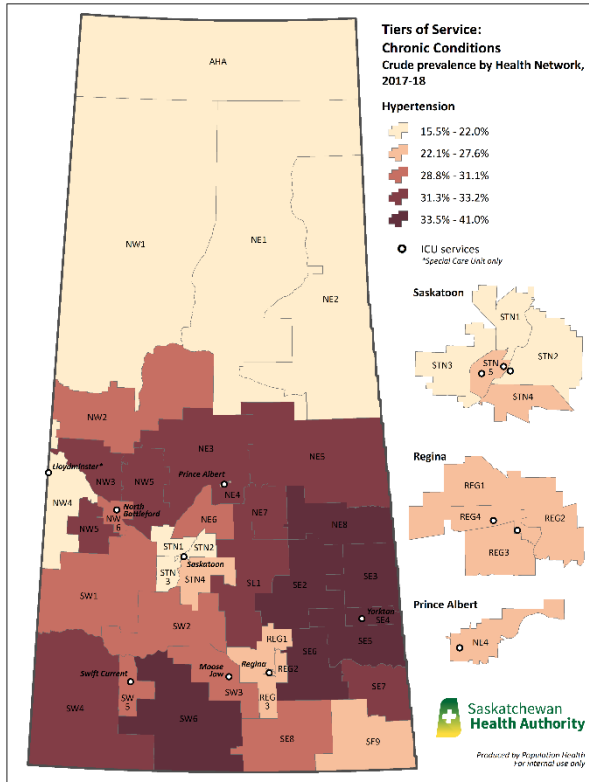 Tiers of Service:
Chronic Conditions
Crude prevalence by Health Network,
2017-18
Hypertension
15.5% - 22.0%
22.1% - 27.6%
28.8% - 31.1%
31.3% - 33.2%
33.5% - 41.0%
ICU services
*Special Care Unit only
AHA
NW1
NE1
NE2
NW2
NE3
NE5
Lloydminster*
NW3
NW5
Prince Albert
NE4
NW4
North
Battleford
NW
6
NW5
NE6
NE7
NE8
STN1
STN2
Saskatoon
STN
3
STN4
SL1
SE2
SE3
SW1
SW2
Yorkton
SE4
SE5
REG1
Regina
REG2
SE6
Moose
Jaw
Swift Current
SW
5
SW3
REG
3
SE7
SW4
SW6
SE8
SF9
Saskatoon
STN1
STN2
STN3
STN
5
STN4
Regina
RFG1
REG4
REG2
REG3
Prince Albert
NL4
Saskatchewan
Health Authority
Produced by Population Health
For internal use only